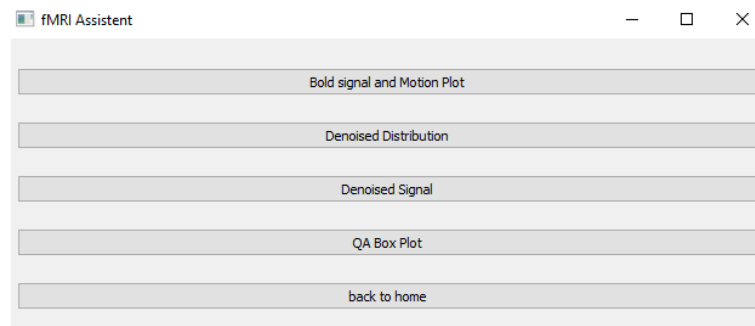 fMRI Assistent
Bold signal and Motion Plot
Denoised Distribution
Denoised Signal
QA Box Plot
back to home